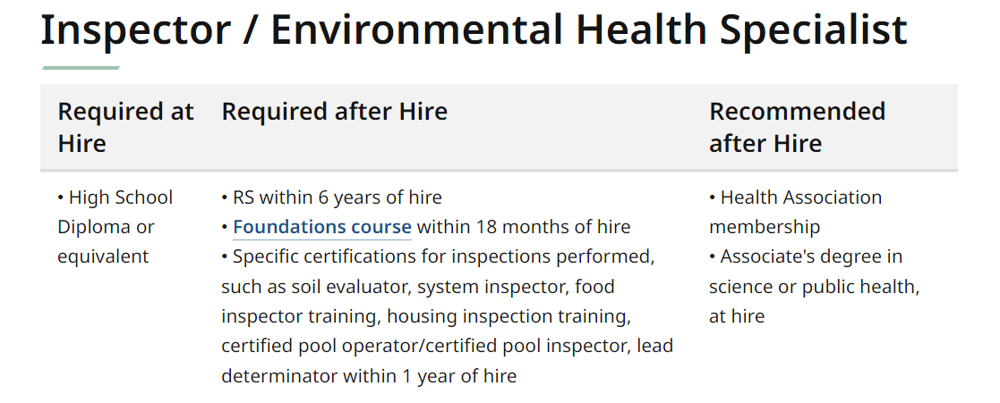 Inspector / Environmental Health Specialist
Required at
Hire
Required after Hire
Recommended
after Hire
• High School
Diploma or
equivalent
• RS within 6 years of hire
• Foundations course within 18 months of hire
• Specific certifications for inspections performed,
such as soil evaluator, system inspector, food
inspector training, housing inspection training,
certified pool operator/certified pool inspector, lead
determinator within 1 year of hire
• Health Association
membership
• Associate's degree in
science or public health,
at hire